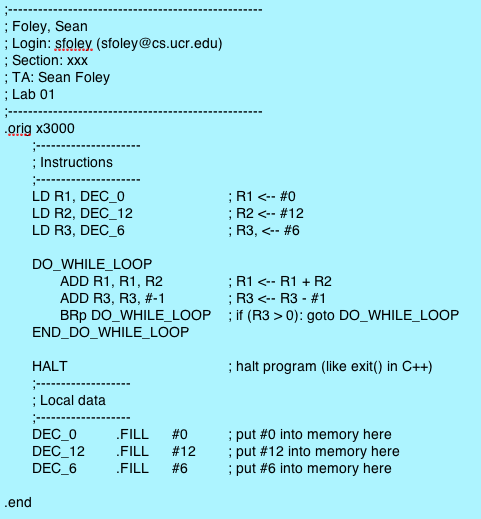 ;---------------------------------------------------
; Foley, Sean
; Login: sfoley (sfoley@cs.ucr.edu)
; Section: xxx
; TA: Sean Foley
; Lab 01
;---------------------------------------------------
.orig x3000
;---------------------
; Instructions
;---------------------
LD R1, DEC_0 ; R1 <-- #0
LD R2, DEC_12 ; R2 <-- #12
LD R3, DEC_6 ; R3, <-- #6
DO_WHILE_LOOP
ADD R1, R1, R2 ; R1 <-- R1 + R2
ADD R3, R3, #-1 ; R3 <-- R3 - #1
BRp DO_WHILE_LOOP ; if (R3 > 0): goto DO_WHILE_LOOP
END_DO_WHILE_LOOP
HALT ; halt program (like exit() in C++)
;-------------------
; Local data
;-------------------
DEC_0 .FILL #0 ; put #0 into memory here
DEC_12 .FILL #12 ; put #12 into memory here
DEC_6 .FILL #6 ; put #6 into memory here
.end